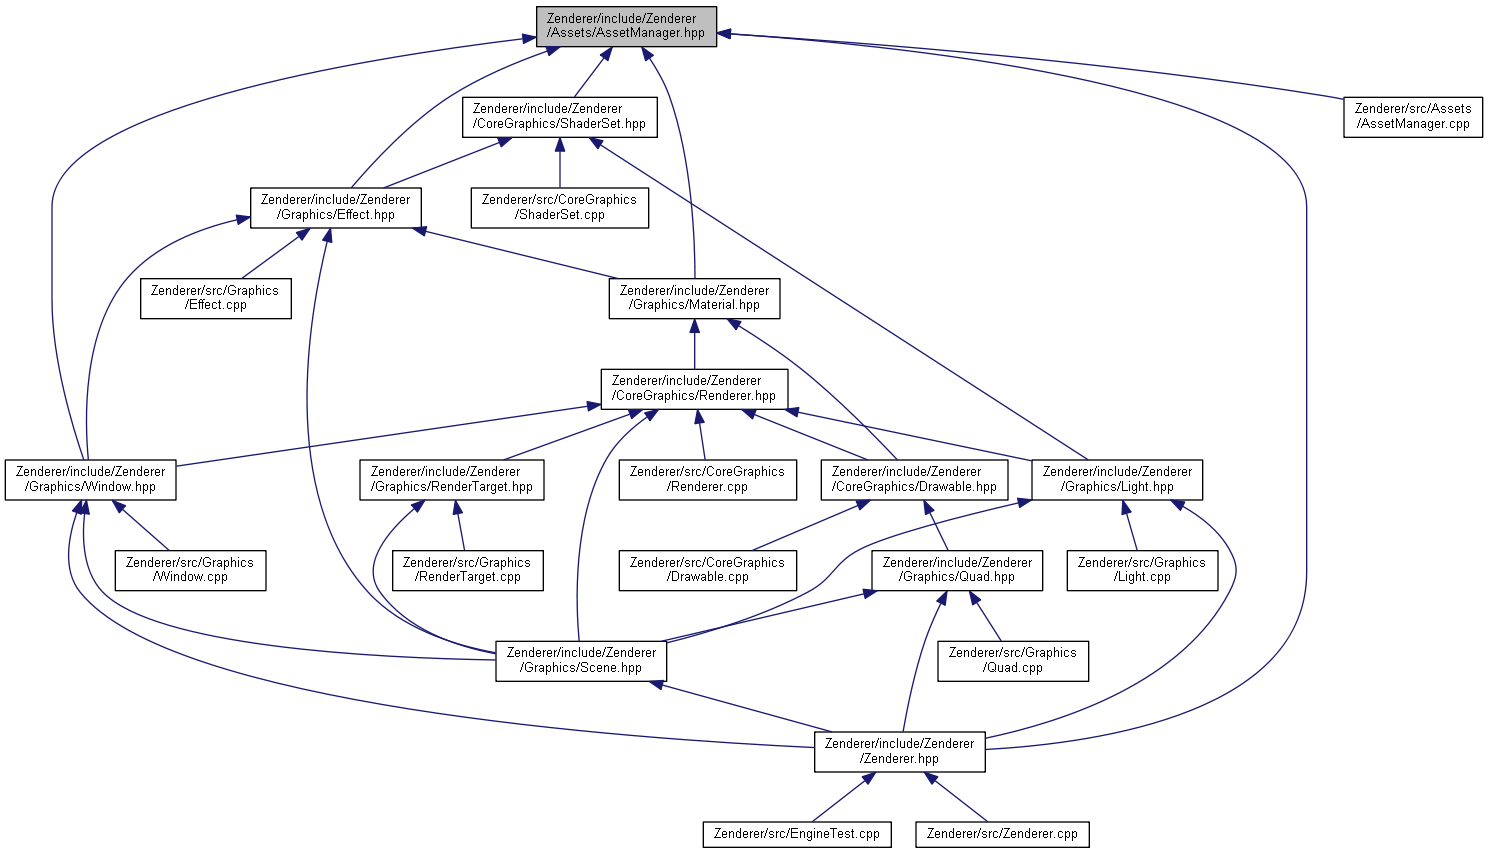 Zenderer/include/Zenderer
/Assets/AssetManager.hpp
Zenderer/include/Zenderer
/CoreGraphics/ShaderSet.hpp
Zenderer/src/Assets
/AssetManager.cpp
Zenderer/include/Zenderer
/Graphics/Effect.hpp
Zenderer/src/CoreGraphics
/ShaderSet.cpp
Zenderer/src/Graphics
/Effect.cpp
Zenderer/include/Zenderer
/Graphics/Material.hpp
Zenderer/include/Zenderer
/CoreGraphics/Renderer.hpp
Zenderer/include/Zenderer
/Graphics/Window.hpp
Zenderer/include/Zenderer
/Graphics/RenderTarget.hpp
Zenderer/src/CoreGraphics
/Renderer.cpp
Zenderer/include/Zenderer
/CoreGraphics/Drawable.hpp
Zenderer/include/Zenderer
/Graphics/Light.hpp
Zenderer/src/Graphics
/Window.cpp
Zenderer/src/Graphics
/RenderTarget.cpp
Zenderer/src/CoreGraphics
/Drawable.cpp
Zenderer/include/Zenderer
/Graphics/Quad.hpp
Zenderer/src/Graphics
/Light.cpp
Zenderer/include/Zenderer
/Graphics/Scene.hpp
Zenderer/src/Graphics
/Quad.cpp
Zenderer/include/Zenderer
/Zenderer.hpp
Zenderer/src/EngineTest.cpp
Zenderer/src/Zenderer.cpp